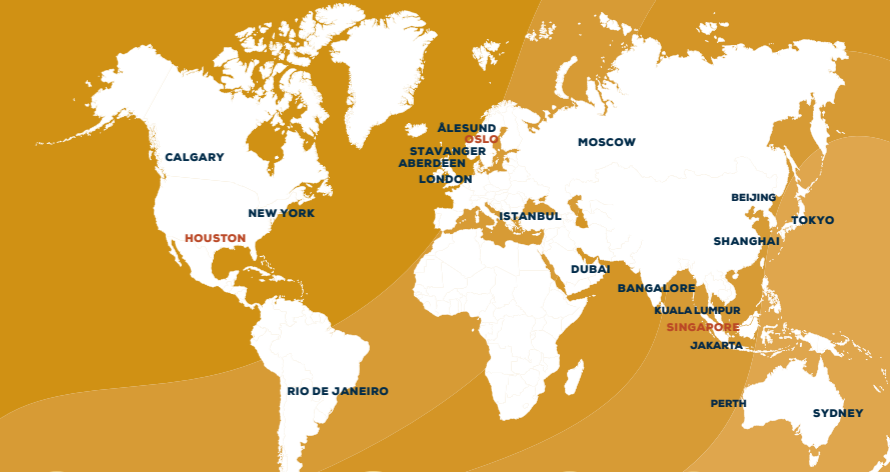 ÅLESUND
OSLO
STAVANGER
ABERDEEN
LONDON
MOSCOW
CALGARY
NEW YORK
HOUSTON
ISTANBUL
BEIJING
TOKYO
SHANGHAI
DUBAI
BANGALORE
KUALA LUMPUR
SINGAPORE
JAKARTA
RIO DE JANEIRO
PERTH
SYDNEY